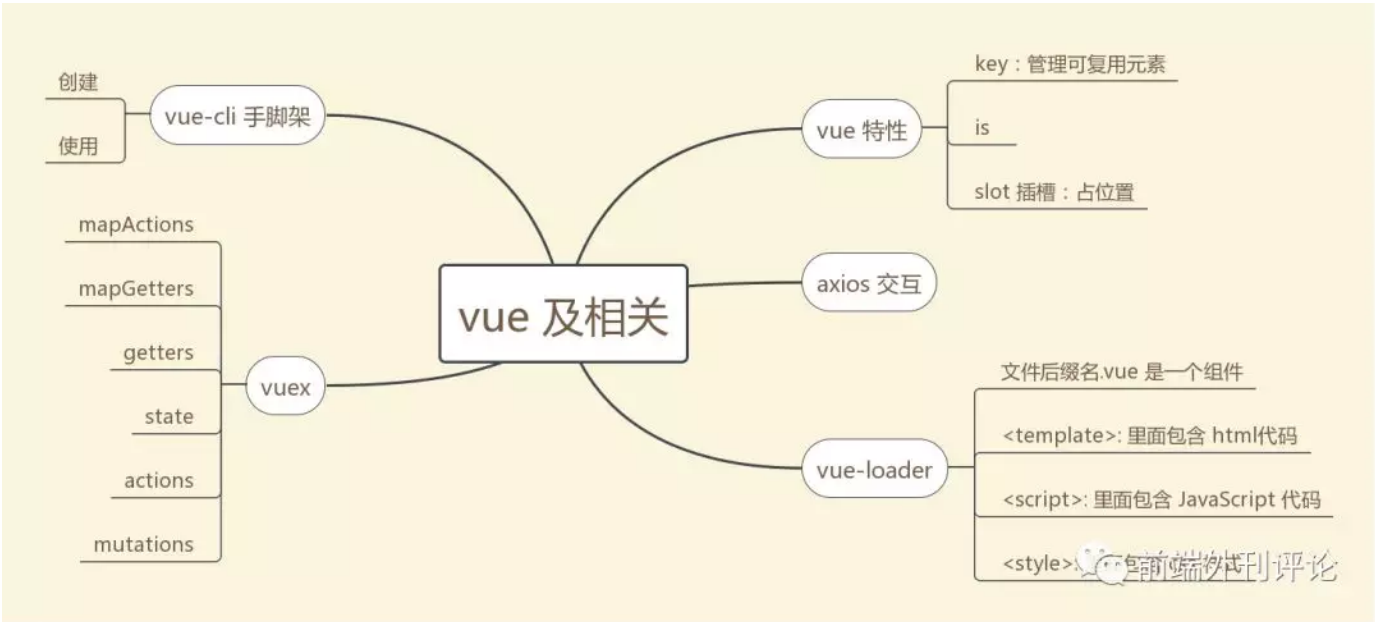 vue 及相关
vue-cli 手脚架
创建
使用
vuex
mapActions
mapGetters
getters
state
actions
mutations
vue 特性
key：管理可复用元素
is
slot 插槽：占位置
axios 交互
vue-loader
文件后缀名.vue 是一个组件
<template>: 里面包含 html代码
<script>: 里面包含 JavaScript 代码
<style>: 包 式
前端外刊评论